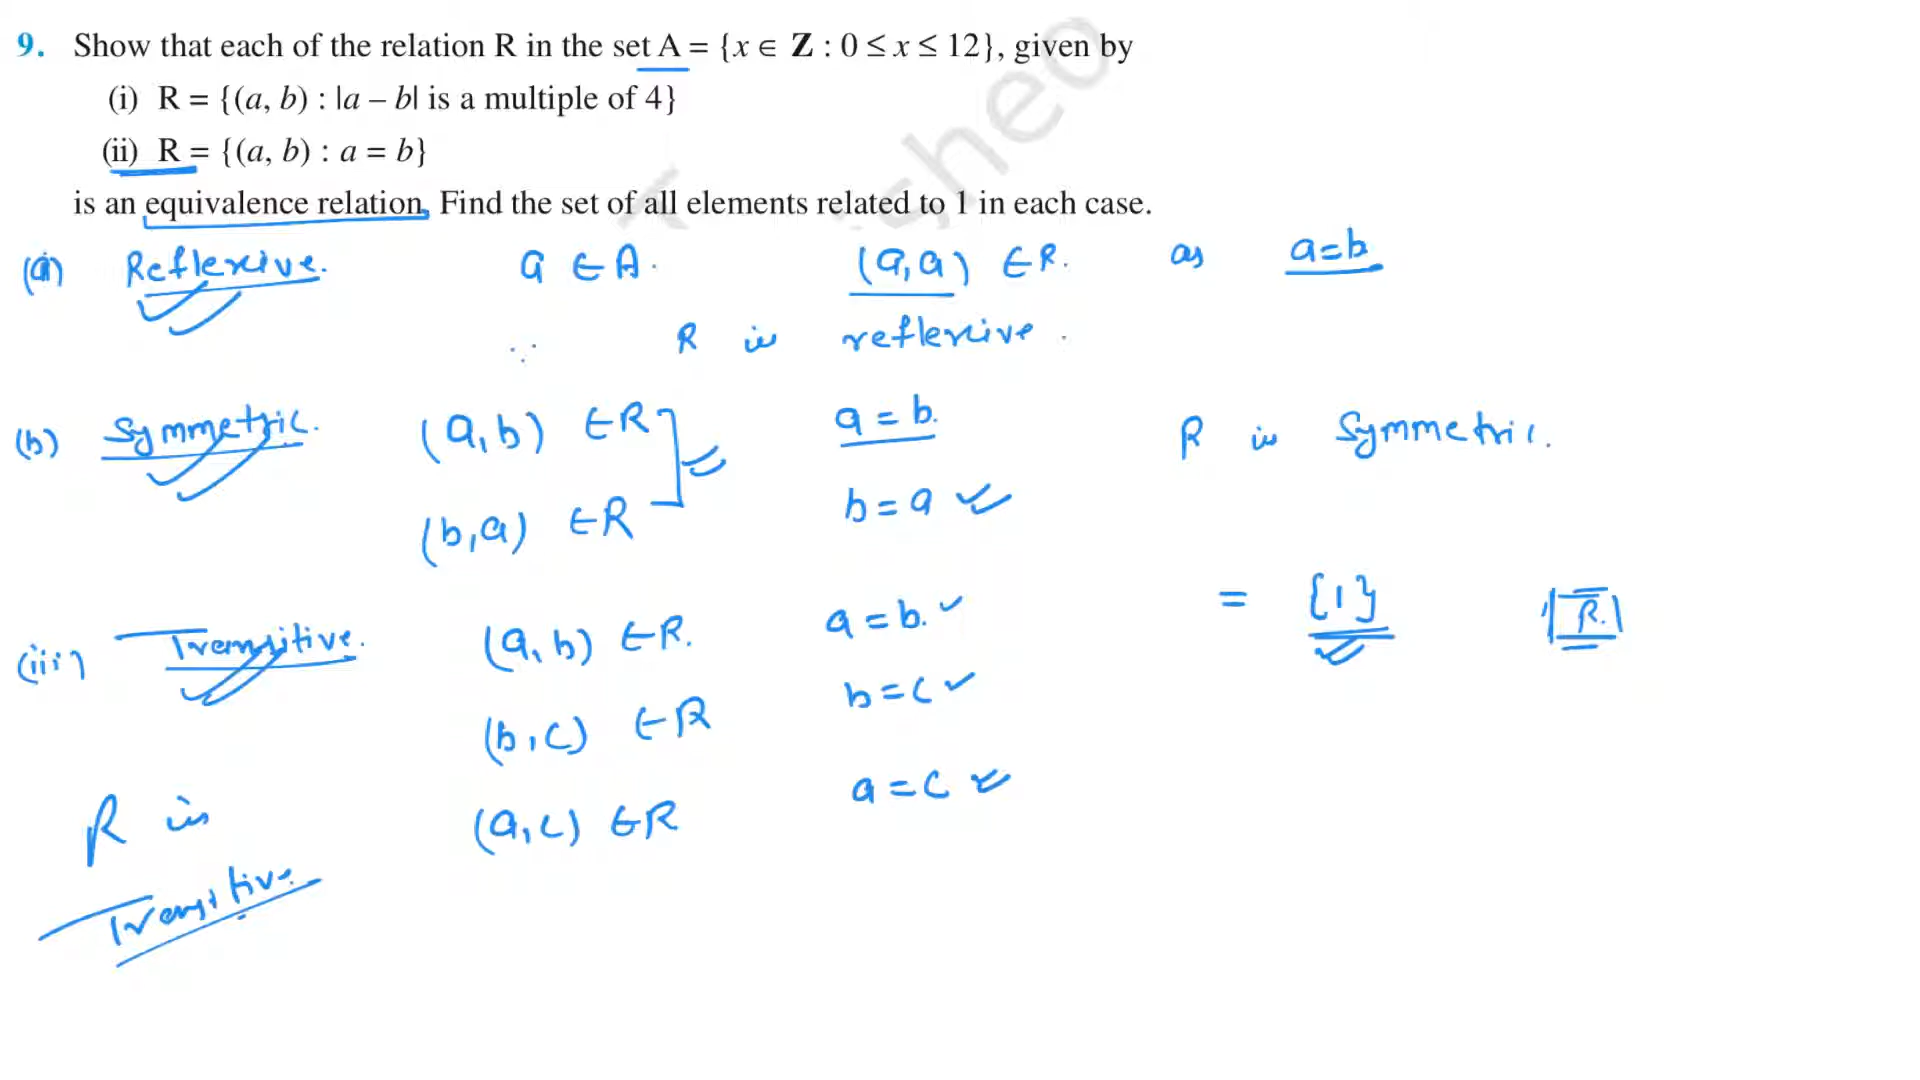 9. Show that each of the relation R in the set A = {x ∈ Z : 0 ≤ x ≤ 12}, given by
(i) R = {(a, b) : |a – b| is a multiple of 4}
(ii) R = {(a, b) : a = b}
is an equivalence relation. Find the set of all elements related to 1 in each case.
Reflexive. a ∈ A. (a,a) ∈ R. as a=b
∵ R is reflexive.
(b) Symmetric. (a,b) ∈R a = b. R is Symmetric.
(b,a) ∈R b = a
(iii) Transitive. (a,b) ∈R. a = b. = {1} R.
(b,c) ∈R b = c
(a,c) ∈R a = c
R is
Transitive.
sheo